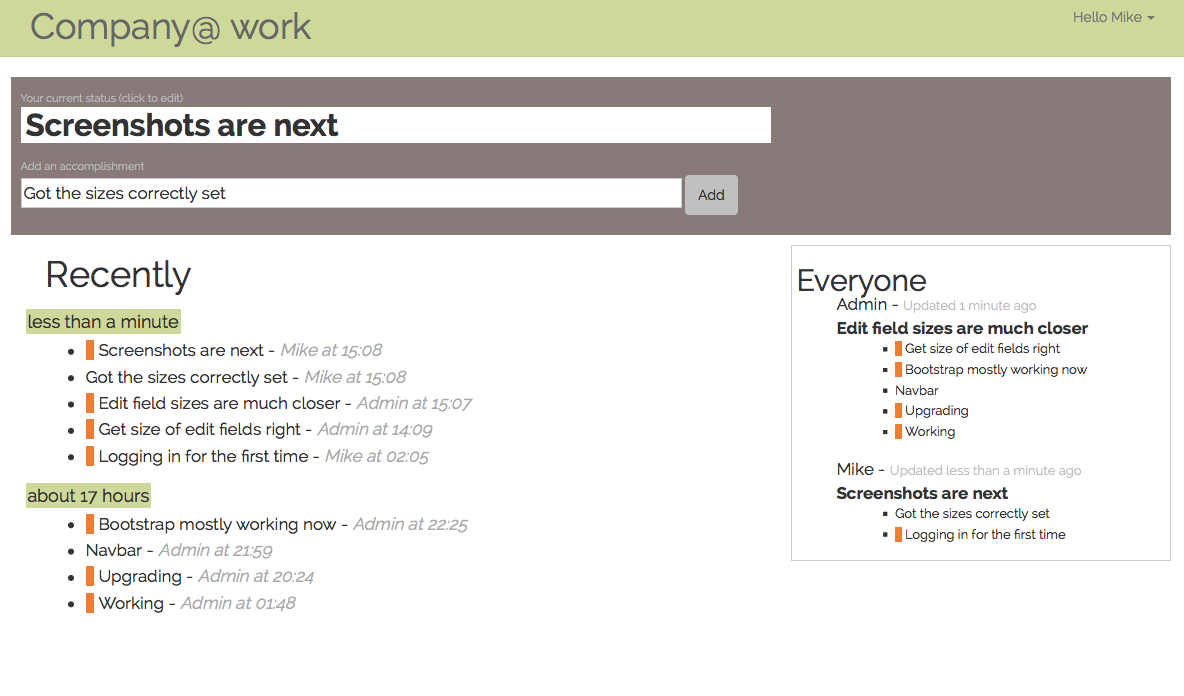 Company@ work
Hello Mike
Your current status (click to edit)
Screenshots are next
Add an accomplishment
Got the sizes correctly set
Add
Recently
less than a minute
Screenshots are next - Mike at 15:08
Got the sizes correctly set - Mike at 15:08
Edit field sizes are much closer - Admin at 15:07
Get size of edit fields right - Admin at 14:09
Logging in for the first time - Mike at 02:05
about 17 hours
Bootstrap mostly working now - Admin at 22:25
Navbar - Admin at 21:59
Upgrading - Admin at 20:24
Working - Admin at 01:48
Everyone
Admin - Updated 1 minute ago
Edit field sizes are much closer
Get size of edit fields right
Bootstrap mostly working now
Navbar
Upgrading
Working
Mike - Updated less than a minute ago
Screenshots are next
Got the sizes correctly set
Logging in for the first time